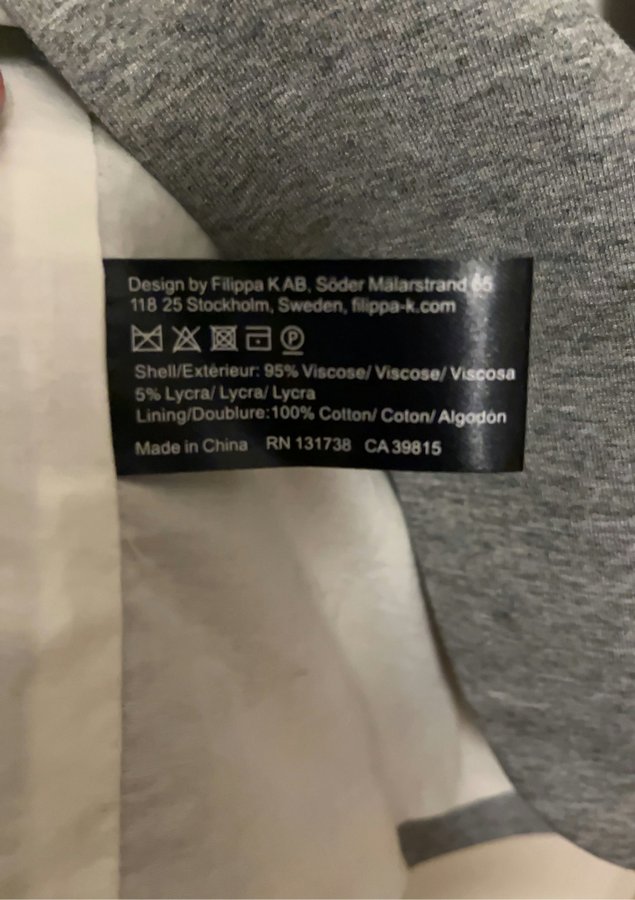 Design by Filippa K AB, Söder Mälarstrand 65
118 25 Stockholm, Sweden, filippa-k.com
P
Shell/Extérieur: 95% Viscose/ Viscose/ Viscosa
5% Lycra/ Lycra/ Lycra
Lining/Doublure: 100% Cotton/ Coton/ Algodón
Made in China RN 131738 CA 39815